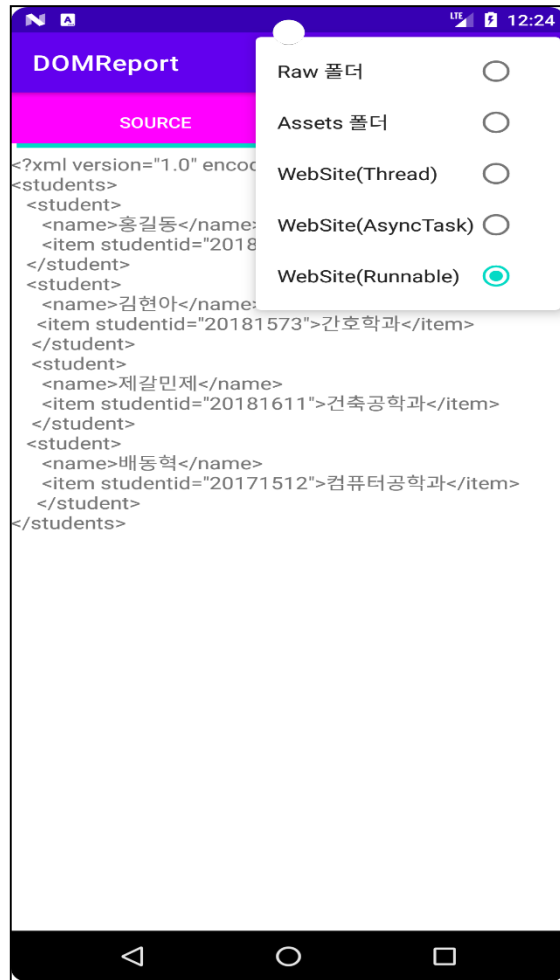 LTE 12:24
DOMReport
Raw 폴더
Assets 폴더
WebSite(Thread)
WebSite(AsyncTask)
WebSite(Runnable)
SOURCE
<?xml version="1.0" encod
<students>
<student>
<name>홍길동</name>
<item studentid="2018
</student>
<student>
<name>김현아</name>
<item studentid="20181573">간호학과</item>
</student>
<student>
<name>제갈민제</name>
<item studentid="20181611">건축공학과</item>
</student>
<student>
<name>배동혁</name>
<item studentid="20171512">컴퓨터공학과</item>
</student>
</students>